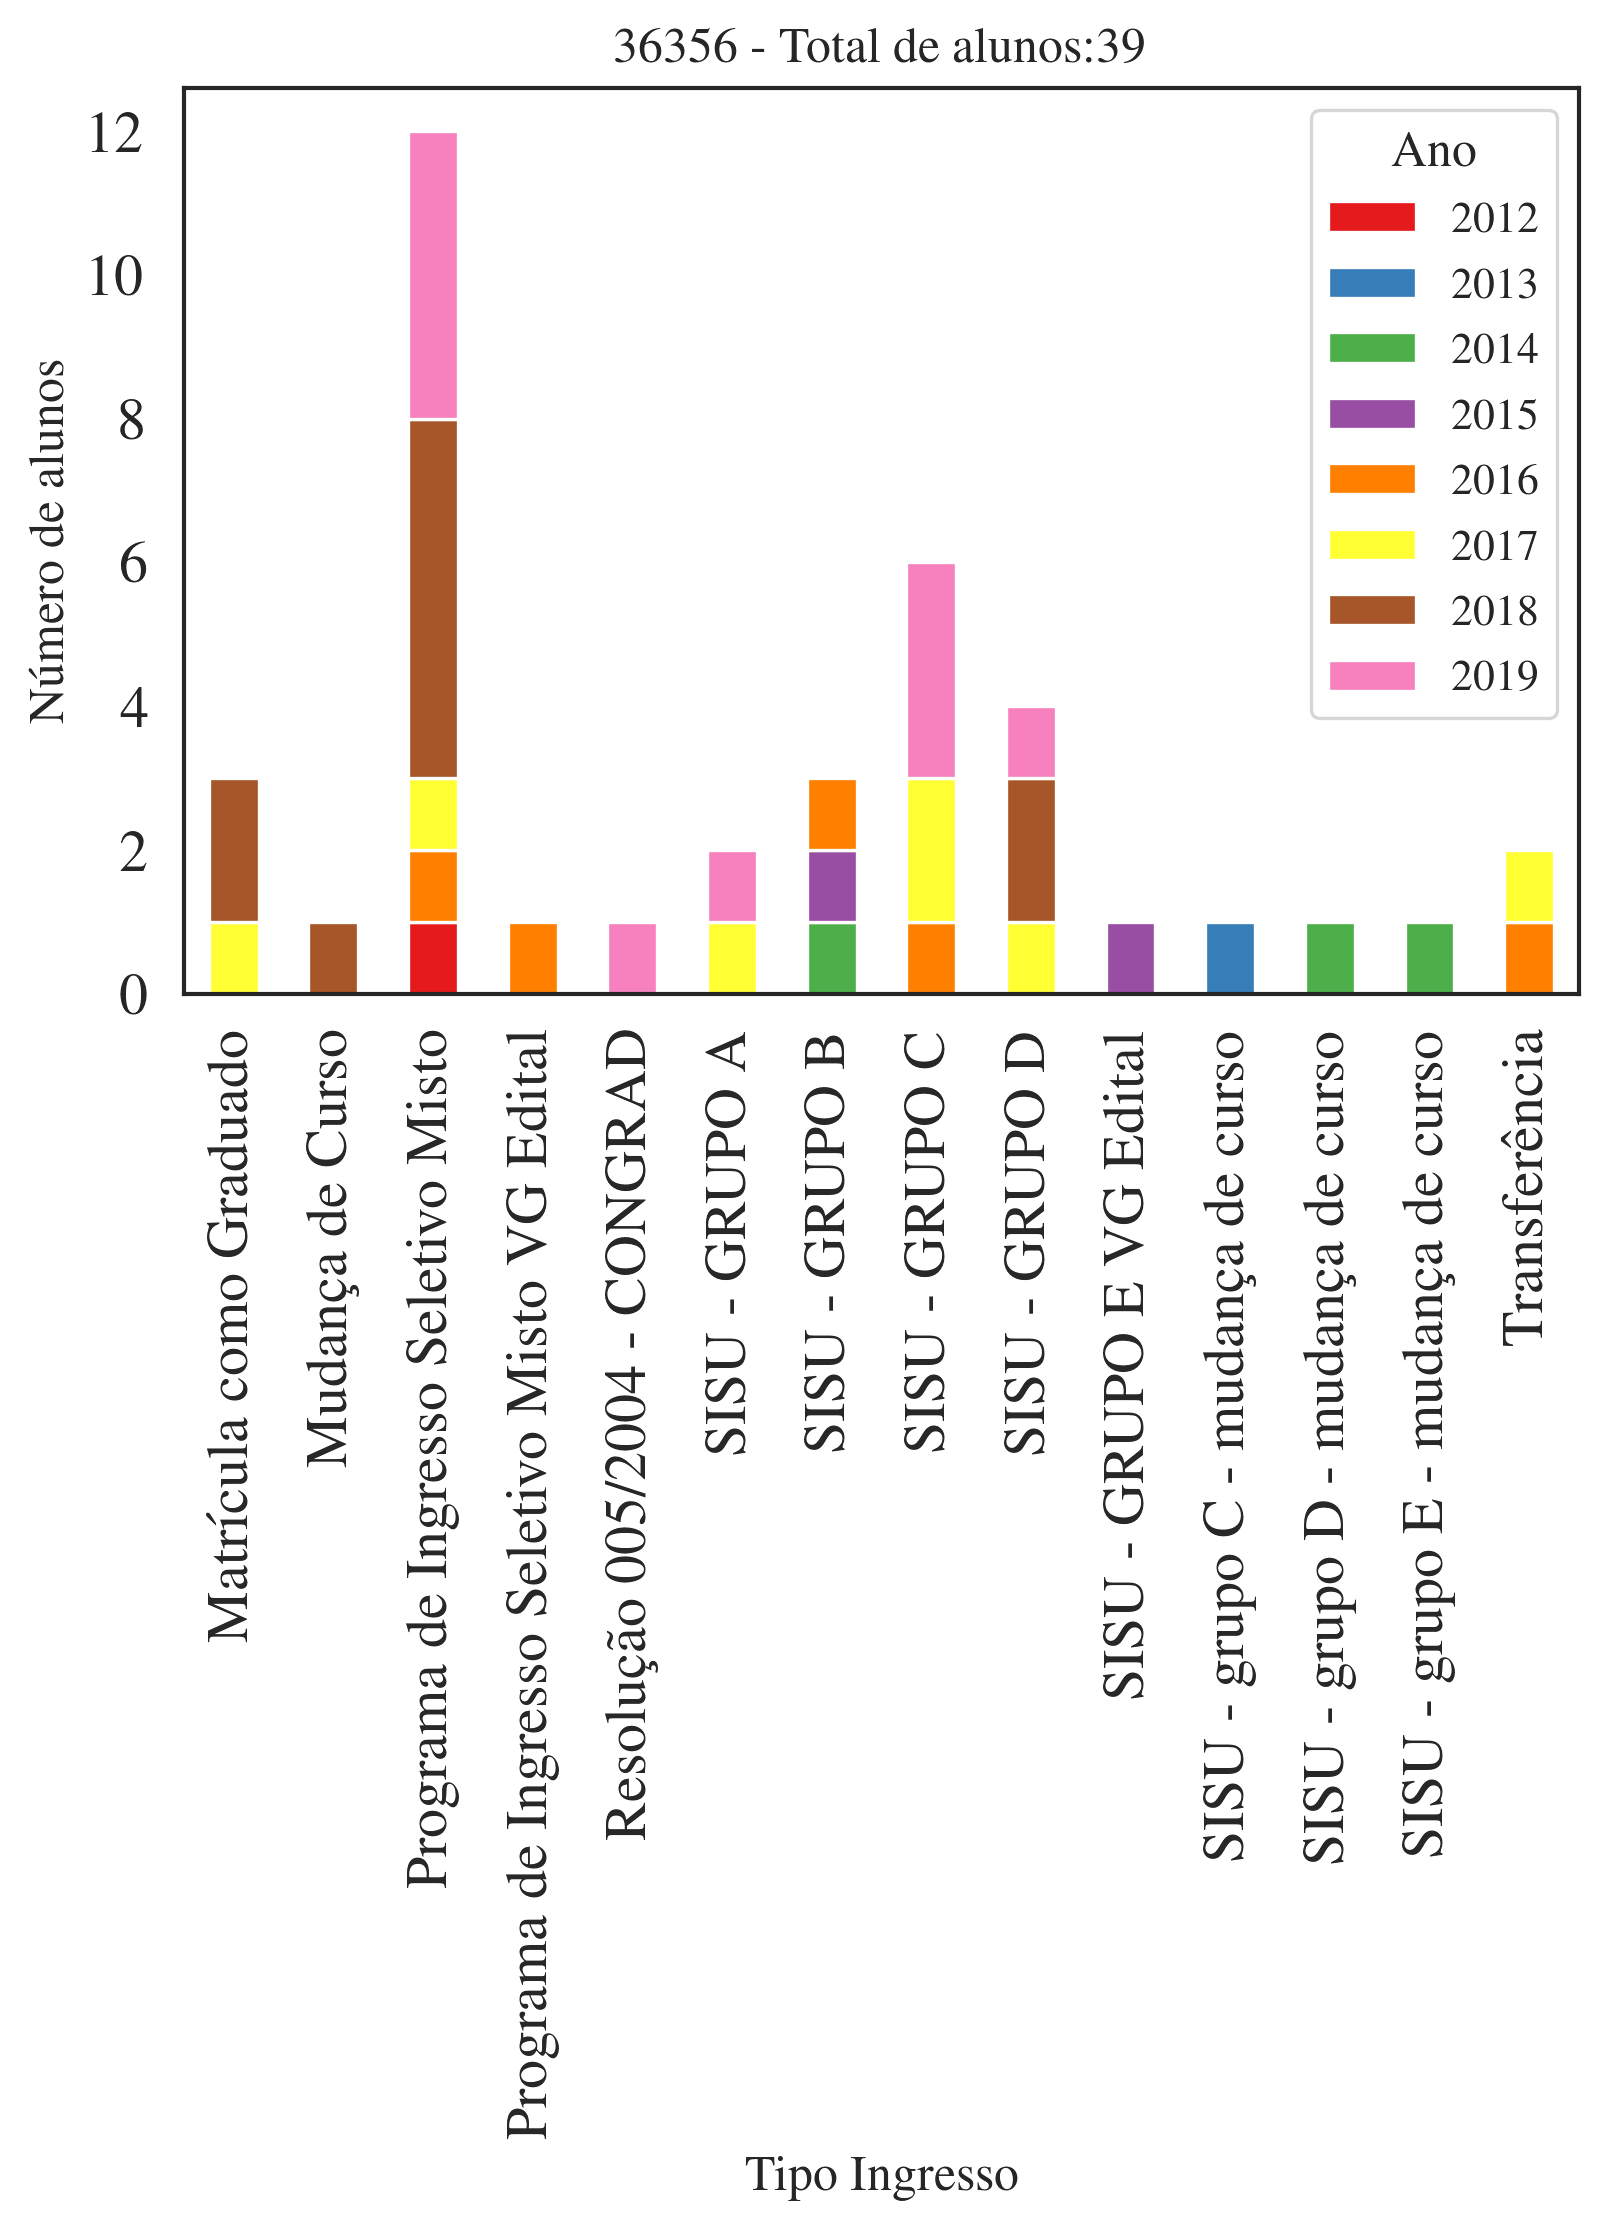 36356 - Total de alunos:39
Número de alunos
12
10
8
6
4
2
0
Ano
2012
2013
2014
2015
2016
2017
2018
2019
Matrícula como Graduado
Mudança de Curso
Programa de Ingresso Seletivo Misto
Programa de Ingresso Seletivo Misto VG Edital
Resolução 005/2004 - CONGRAD
SISU - GRUPO A
SISU - GRUPO B
SISU - GRUPO C
SISU - GRUPO D
SISU - GRUPO E VG Edital
SISU - grupo C - mudança de curso
SISU - grupo D - mudança de curso
SISU - grupo E - mudança de curso
Transferência
Tipo Ingresso